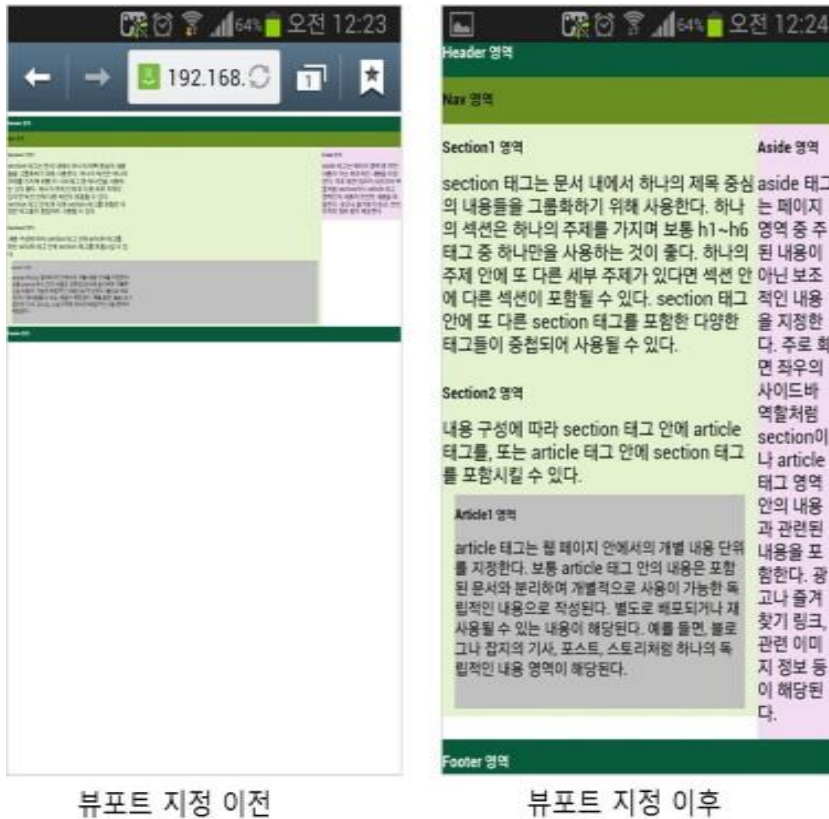 64% 오전 12:23
192.168.
1
Header 영역
Nav 영역
Section1 영역
Aside 영역
Footer 영역
64% 오전 12:24
Header 영역
Nav 영역
Section1 영역
section 태그는 문서 내에서 하나의 제목 중심
의 내용들을 그룹화하기 위해 사용한다. 하나
의 섹션은 하나의 주제를 가지며 보통 h1~h6
태그 중 하나만을 사용하는 것이 좋다. 하나의
주제 안에 또 다른 세부 주제가 있다면 섹션 안
에 다른 섹션이 포함될 수 있다. section 태그
안에 또 다른 section 태그를 포함한 다양한
태그들이 중첩되어 사용될 수 있다.
Section2 영역
내용 구성에 따라 section 태그 안에 article
태그를, 또는 article 태그 안에 section 태그
를 포함시킬 수 있다.
Article1 영역
article 태그는 웹 페이지 안에서의 개별 내용 단위
를 지정한다. 보통 article 태그 안의 내용은 포함
된 문서와 분리하여 개별적으로 사용이 가능한 독
립적인 내용으로 작성된다. 별도로 배포되거나 재
사용될 수 있는 내용이 해당된다. 예를 들면, 블로
그나 잡지의 기사, 포스트, 스토리처럼 하나의 독
립적인 내용 영역이 해당된다.
Aside 영역
aside 태그
는 페이지
영역 중 주
된 내용이
아닌 보조
적인 내용
을 지정한
다. 주로 화
면 좌우의
사이드바
역할처럼
section이
나 article
태그 영역
안의 내용
과 관련된
내용을 포
함한다. 광
고나 즐겨
찾기 링크,
관련 이미
지 정보 등
이 해당된
다.
Footer 영역
뷰포트 지정 이전
뷰포트 지정 이후